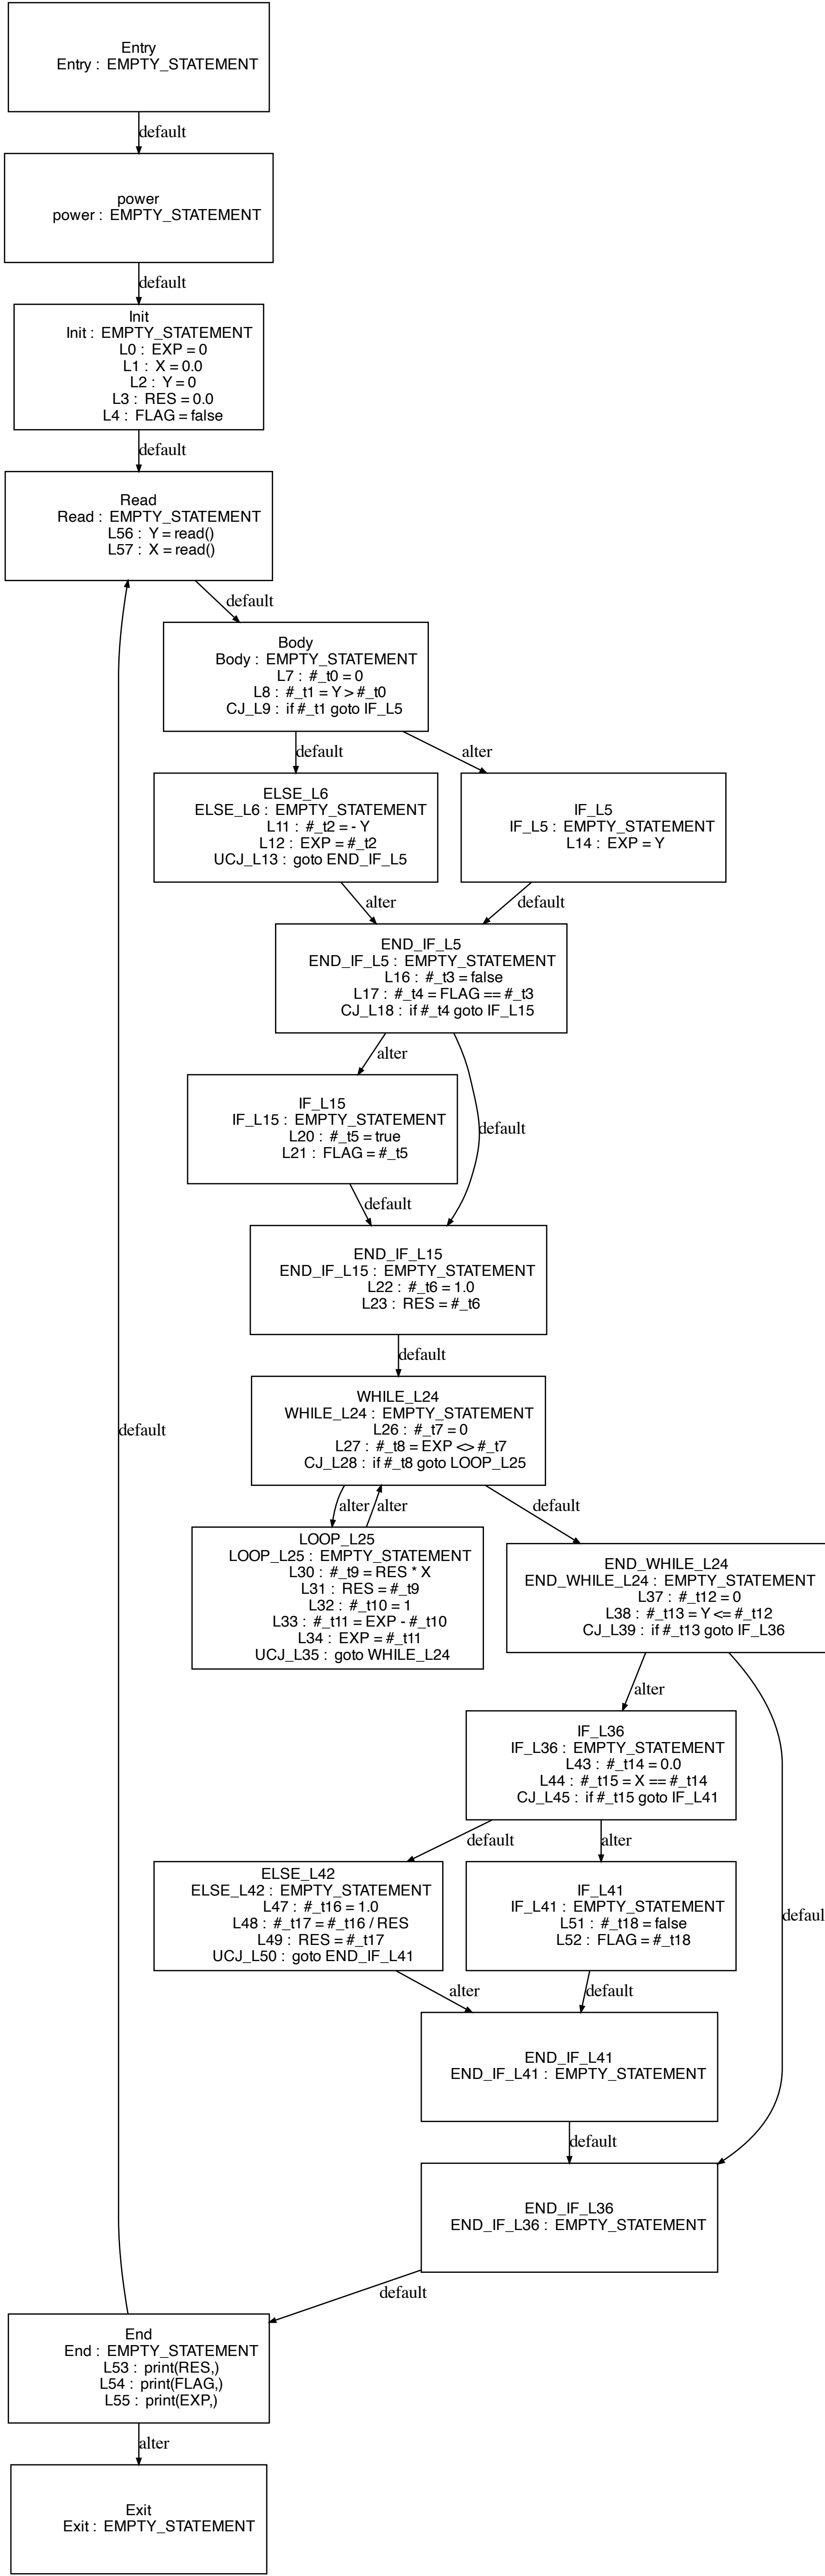 Entry
Entry : EMPTY_STATEMENT
default
power
power : EMPTY_STATEMENT
default
Init
Init : EMPTY_STATEMENT
L0 : EXP = 0
L1 : X = 0.0
L2 : Y = 0
L3 : RES = 0.0
L4 : FLAG = false
default
Read
Read : EMPTY_STATEMENT
L56 : Y = read()
L57 : X = read()
default
Body
Body : EMPTY_STATEMENT
L7 : #_t0 = 0
L8 : #_t1 = Y > #_t0
CJ_L9 : if #_t1 goto IF_L5
default
alter
ELSE_L6
ELSE_L6 : EMPTY_STATEMENT
L11 : #_t2 = - Y
L12 : EXP = #_t2
UCJ_L13 : goto END_IF_L5
IF_L5
IF_L5 : EMPTY_STATEMENT
L14 : EXP = Y
alter
default
END_IF_L5
END_IF_L5 : EMPTY_STATEMENT
L16 : #_t3 = false
L17 : #_t4 = FLAG == #_t3
CJ_L18 : if #_t4 goto IF_L15
alter
default
IF_L15
IF_L15 : EMPTY_STATEMENT
L20 : #_t5 = true
L21 : FLAG = #_t5
default
END_IF_L15
END_IF_L15 : EMPTY_STATEMENT
L22 : #_t6 = 1.0
L23 : RES = #_t6
default
WHILE_L24
WHILE_L24 : EMPTY_STATEMENT
L26 : #_t7 = 0
L27 : #_t8 = EXP <> #_t7
CJ_L28 : if #_t8 goto LOOP_L25
default
alter
alter
default
LOOP_L25
LOOP_L25 : EMPTY_STATEMENT
L30 : #_t9 = RES * X
L31 : RES = #_t9
L32 : #_t10 = 1
L33 : #_t11 = EXP - #_t10
L34 : EXP = #_t11
UCJ_L35 : goto WHILE_L24
END_WHILE_L24
END_WHILE_L24 : EMPTY_STATEMENT
L37 : #_t12 = 0
L38 : #_t13 = Y <= #_t12
CJ_L39 : if #_t13 goto IF_L36
alter
IF_L36
IF_L36 : EMPTY_STATEMENT
L43 : #_t14 = 0.0
L44 : #_t15 = X == #_t14
CJ_L45 : if #_t15 goto IF_L41
default
alter
ELSE_L42
ELSE_L42 : EMPTY_STATEMENT
L47 : #_t16 = 1.0
L48 : #_t17 = #_t16 / RES
L49 : RES = #_t17
UCJ_L50 : goto END_IF_L41
IF_L41
IF_L41 : EMPTY_STATEMENT
L51 : #_t18 = false
L52 : FLAG = #_t18
defaul
alter
default
END_IF_L41
END_IF_L41 : EMPTY_STATEMENT
default
END_IF_L36
END_IF_L36 : EMPTY_STATEMENT
default
End
End : EMPTY_STATEMENT
L53 : print(RES,)
L54 : print(FLAG,)
L55 : print(EXP,)
alter
Exit
Exit : EMPTY_STATEMENT